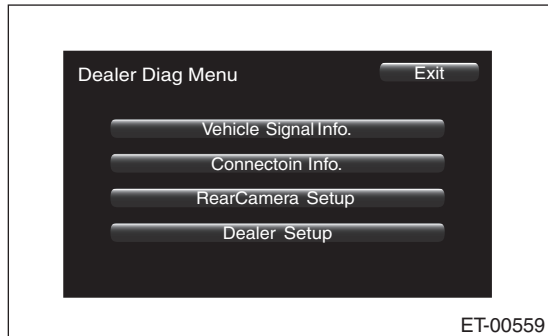 Dealer Diag Menu Exit
Vehicle Signal Info.
Connectoin Info.
RearCamera Setup
Dealer Setup
ET-00559